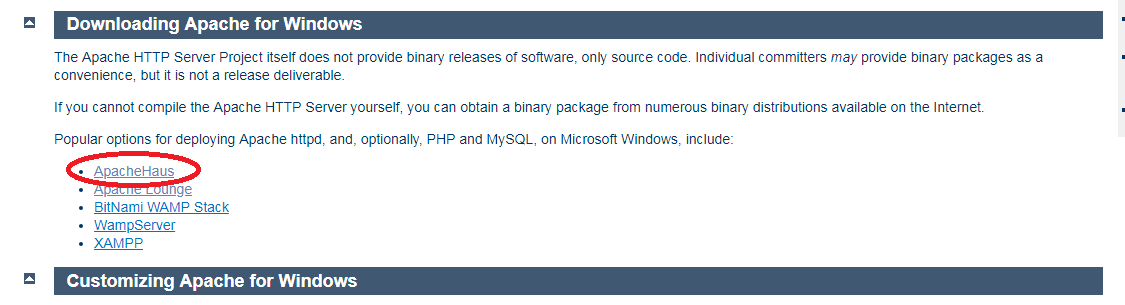 Downloading Apache for Windows
The Apache HTTP Server Project itself does not provide binary releases of software, only source code. Individual committers may provide binary packages as a
convenience, but it is not a release deliverable.
If you cannot compile the Apache HTTP Server yourself, you can obtain a binary package from numerous binary distributions available on the Internet.
Popular options for deploying Apache httpd, and, optionally, PHP and MySQL, on Microsoft Windows, include:
• ApacheHaus
• Apache Lounge
• BitNami WAMP Stack
• WampServer
• XAMPP
Customizing Apache for Windows